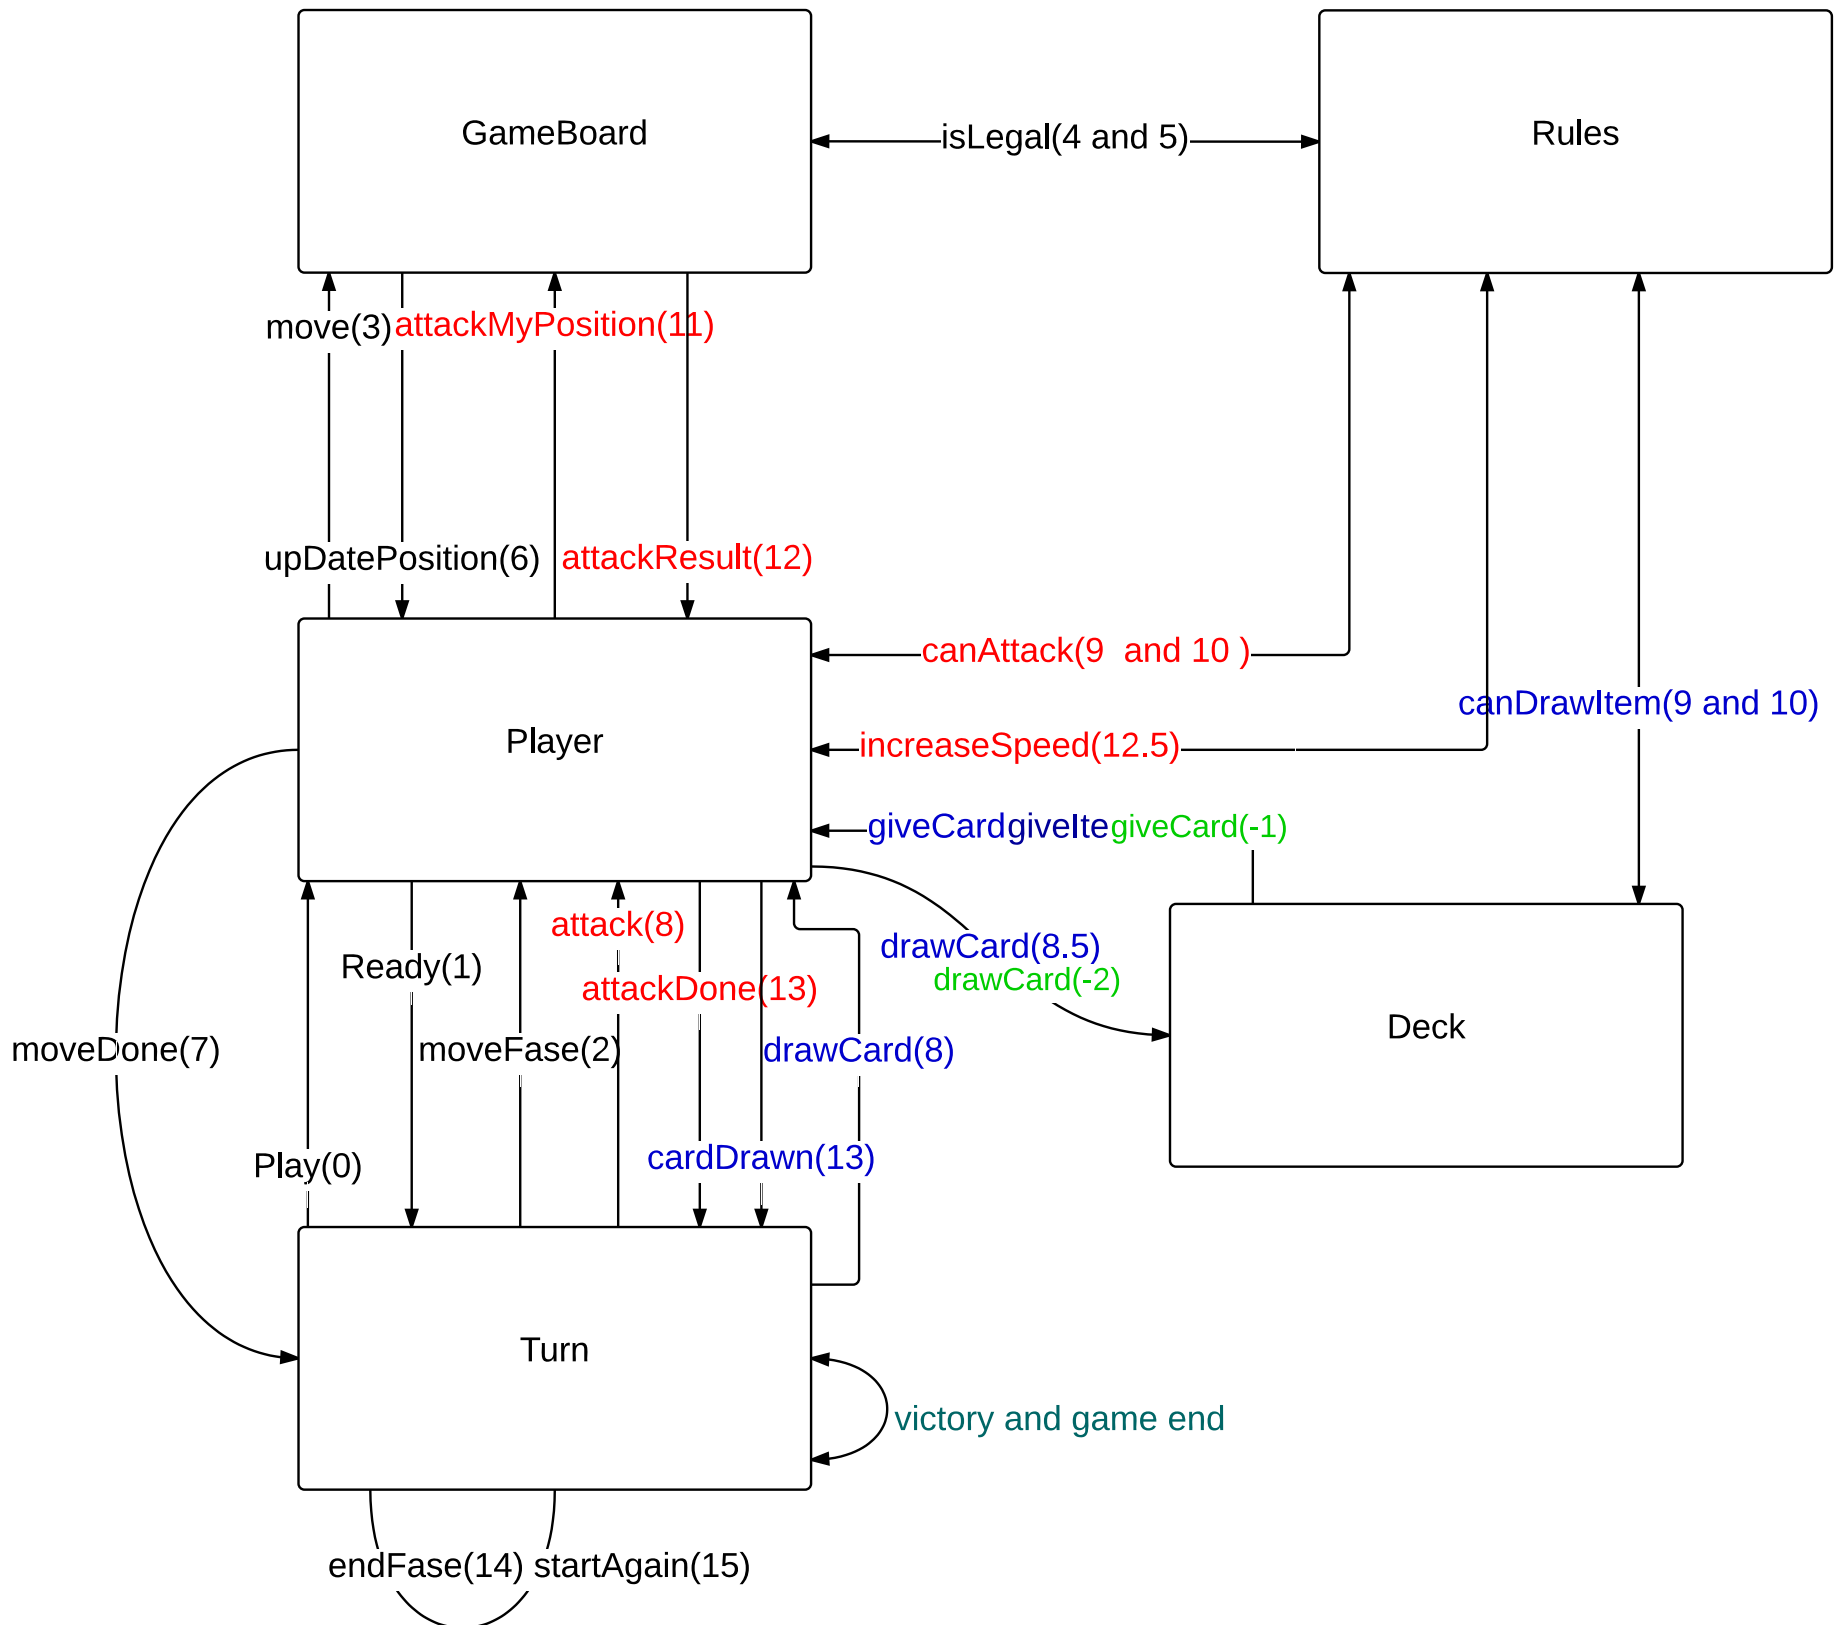 GameBoard
isLegal(4 and 5)
Rules
move(3)
attackMyPosition(11)
upDatePosition(6)
attackResult(12)
canAttack(9  and 10 )
canDrawItem(9 and 10)
Player
increaseSpeed(12.5)
giveCard
giveIte
giveCard(-1)
attack(8)
drawCard(8.5)
Ready(1)
drawCard(-2)
attackDone(13)
Deck
moveDone(7)
moveFase(2)
drawCard(8)
Play(0)
cardDrawn(13)
Turn
victory and game end
endFase(14)
startAgain(15)